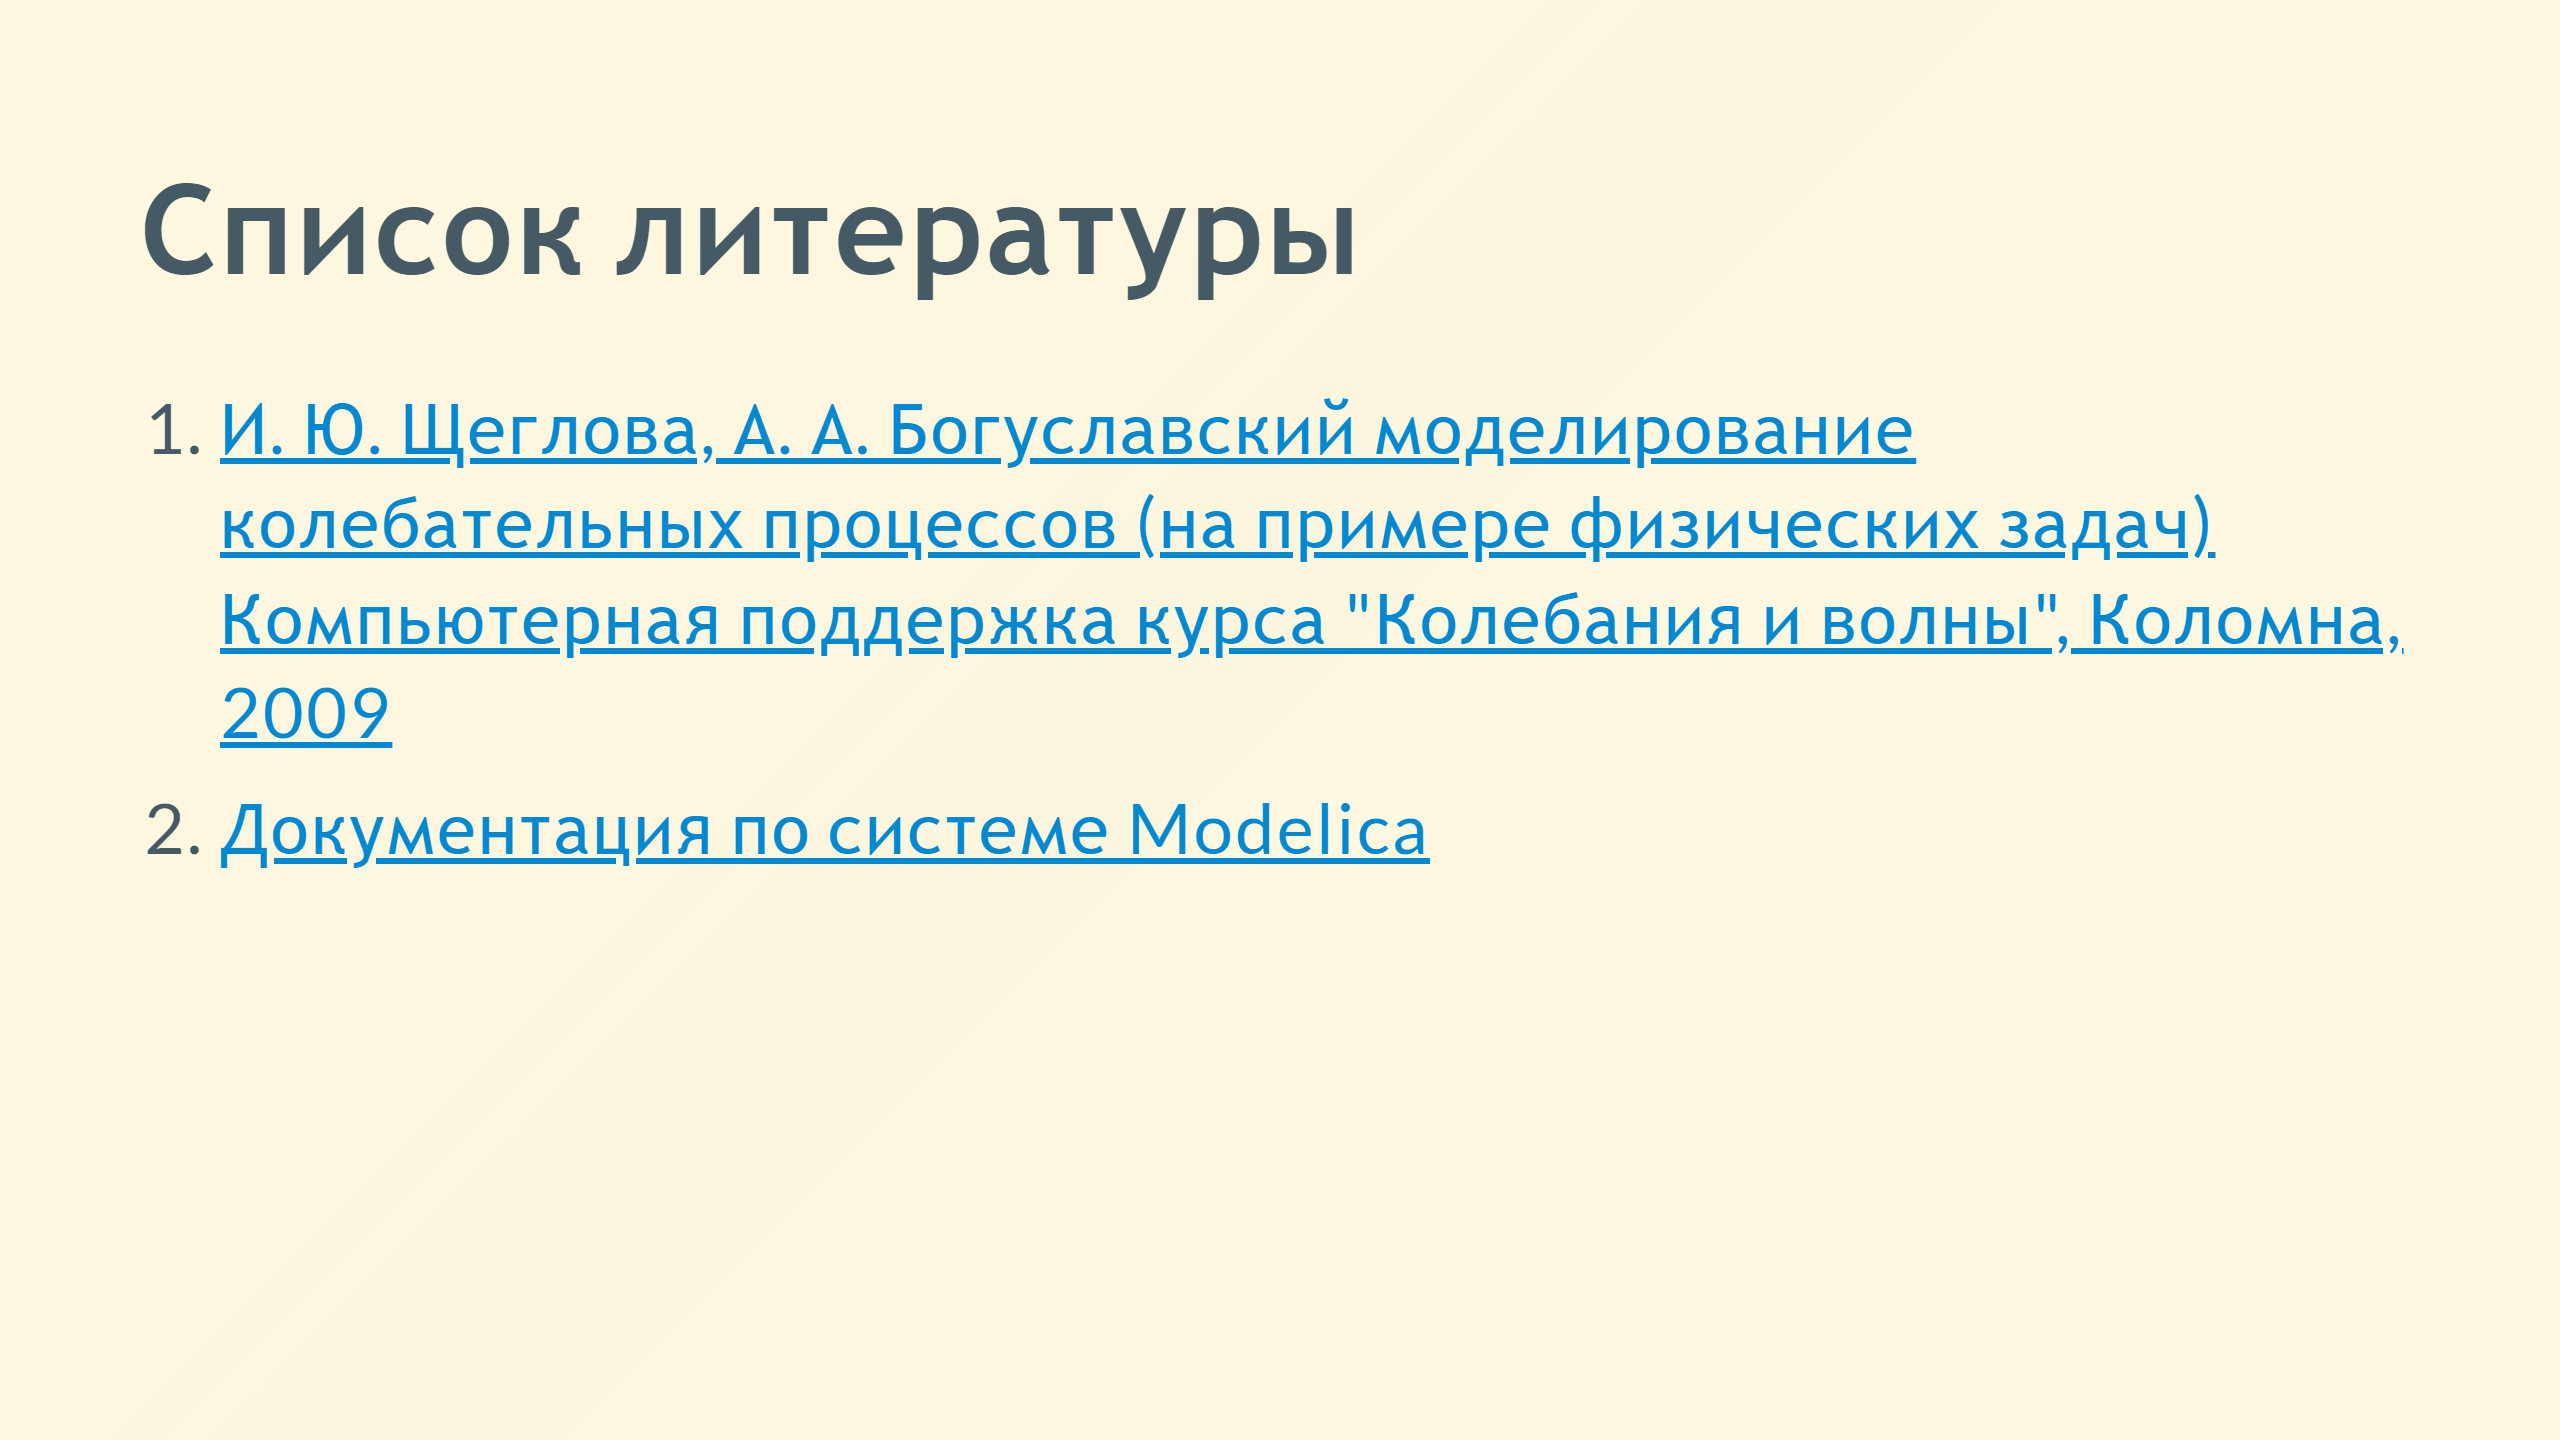 Список литературы
1. И. Ю. Щеглова, А. А. Богуславский моделирование
колебательных процессов (на примере физических задач)
Компьютерная поддержка курса "Колебания и волны", Коломна,
2009
2. Документация по системе Modelica